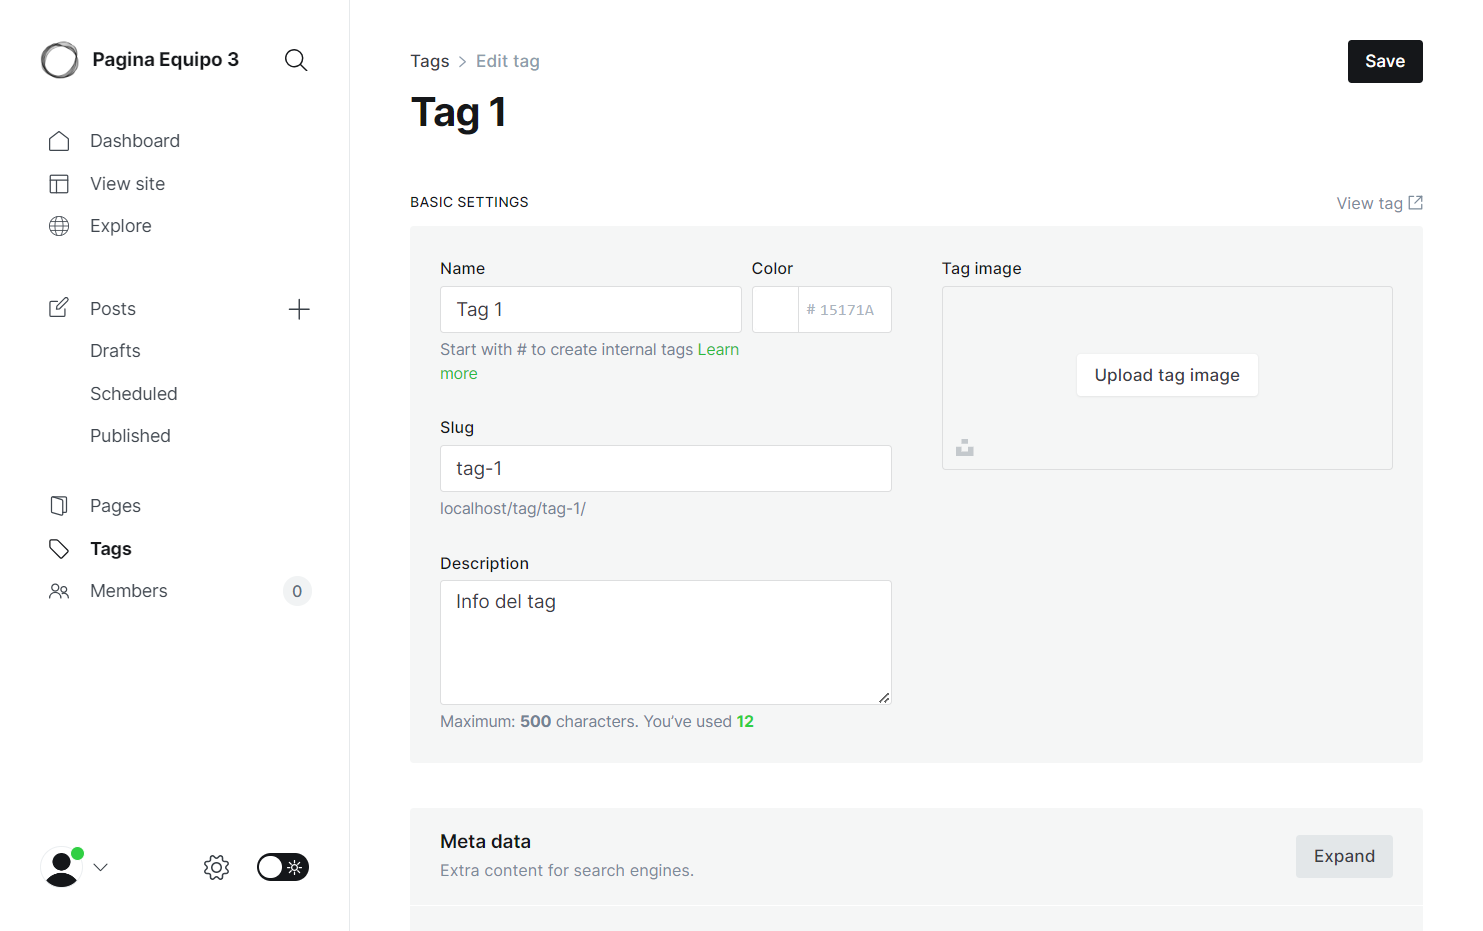 Pagina Equipo 3
Dashboard
View site
Explore
Posts
Drafts
Scheduled
Published
Pages
Tags
Members
0
Tags > Edit tag
Save
Tag 1
BASIC SETTINGS
View tag
Name
Tag 1
Start with # to create internal tags Learn
more
Color
# 15171A
Slug
tag-1
localhost/tag/tag-1/
Description
Info del tag
Maximum: 500 characters. You've used 12
Tag image
Upload tag image
Meta data
Extra content for search engines.
Expand